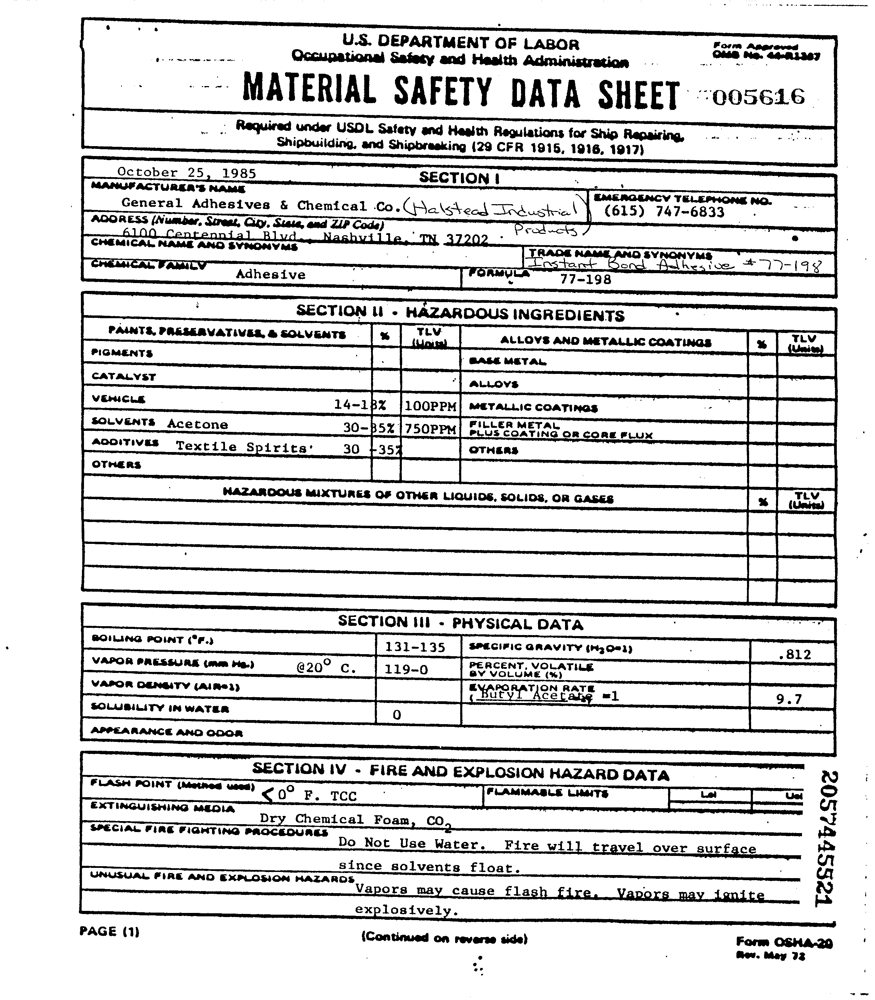 U.S. DEPARTMENT OF LABOR
Occupational Safety and Health Administration
Form Approved
OMB No. 44-R1387
MATERIAL SAFETY DATA SHEET 005616
Required under USDL Safety and Health Regulations for Ship Repairing,
Shipbuilding, and Shipbreaking (29 CFR 1915, 1916, 1917)
October 25, 1985 SECTION I
MANUFACTURER'S NAME
General Adhesives & Chemical Co. (Halstead Industrial Products)
EMERGENCY TELEPHONE NO.
(615) 747-6833
ADDRESS (Number, Street, City, State, and ZIP Code)
6100 Centennial Blvd., Nashville, TN 37202
CHEMICAL NAME AND SYNONYMS
TRADE NAME AND SYNONYMS
Instant Bond Adhesive #77-198
CHEMICAL FAMILY
Adhesive
FORMULA
77-198
SECTION II - HAZARDOUS INGREDIENTS
PAINTS, PRESERVATIVES, & SOLVENTS % TLV (Units) ALLOYS AND METALLIC COATINGS % TLV (Units)
PIGMENTS BASE METAL
CATALYST ALLOYS
VEHICLE 14-18% 100PPM METALLIC COATINGS
SOLVENTS Acetone 30-35% 750PPM FILLER METAL PLUS COATING OR CORE FLUX
ADDITIVES Textile Spirits 30-35% OTHERS
OTHERS
HAZARDOUS MIXTURES OF OTHER LIQUIDS, SOLIDS, OR GASES % TLV (Units)
SECTION III - PHYSICAL DATA
BOILING POINT (°F.) 131-135 SPECIFIC GRAVITY (H2O=1) .812
VAPOR PRESSURE (mm Hg.) @20° C. 119-0 PERCENT, VOLATILE BY VOLUME (%)
VAPOR DENSITY (AIR=1) EVAPORATION RATE (Butyl Acetane =1) 9.7
SOLUBILITY IN WATER 0
APPEARANCE AND ODOR
SECTION IV - FIRE AND EXPLOSION HAZARD DATA
FLASH POINT (Method used) <0° F. TCC FLAMMABLE LIMITS Lel Uel
EXTINGUISHING MEDIA
Dry Chemical Foam, CO2
SPECIAL FIRE FIGHTING PROCEDURES
Do Not Use Water. Fire will travel over surface
since solvents float.
UNUSUAL FIRE AND EXPLOSION HAZARDS
Vapors may cause flash fire. Vapors may ignite
explosively.
2057445521
PAGE (1) (Continued on reverse side) Form OSHA-20
Rev. May 72